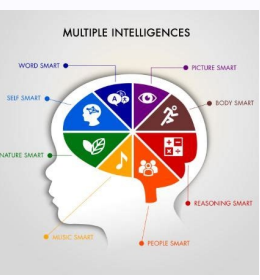 MULTIPLE INTELLIGENCES
WORD SMART
PICTURE SMART
SELF SMART
BODY SMART
NATURE SMART
REASONING SMART
MUSIC SMART
PEOPLE SMART